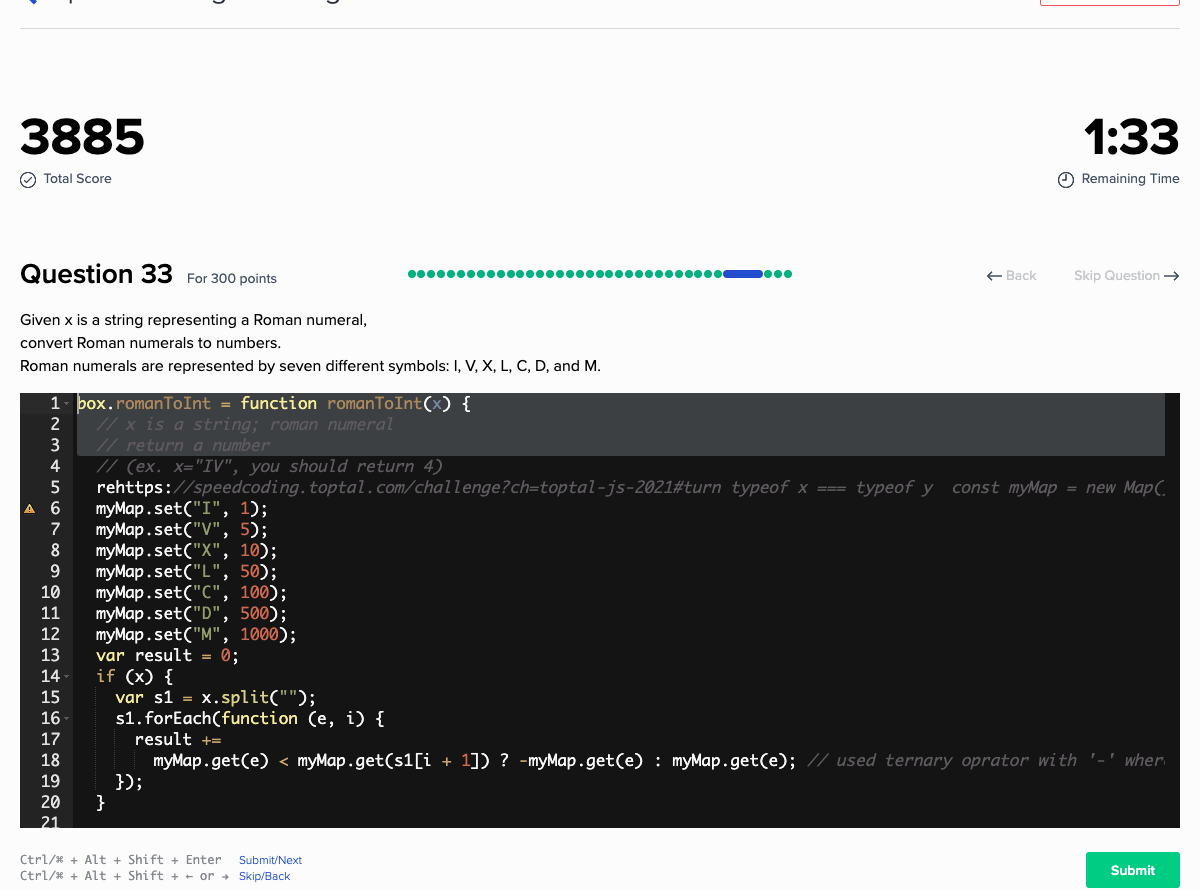 3885
1:33
Total Score
Remaining Time
Question 33 For 300 points
← Back
Skip Question →
Given x is a string representing a Roman numeral,
convert Roman numerals to numbers.
Roman numerals are represented by seven different symbols: I, V, X, L, C, D, and M.
1 box.romanToInt = function romanToInt(x) {
2 // x is a string; roman numeral
3 // return a number
4 // (ex. x="IV", you should return 4)
5 rehttps://speedcoding.toptal.com/challenge?ch=toptal-js-2021#turn typeof x === typeof y  const myMap = new Map(
6 myMap.set("I", 1);
7 myMap.set("V", 5);
8 myMap.set("X", 10);
9 myMap.set("L", 50);
10 myMap.set("C", 100);
11 myMap.set("D", 500);
12 myMap.set("M", 1000);
13 var result = 0;
14 if (x) {
15 var s1 = x.split("");
16 s1.forEach(function (e, i) {
17 result +=
18 myMap.get(e) < myMap.get(s1[i + 1]) ? -myMap.get(e) : myMap.get(e); // used ternary oprator with '-' wher
19 });
20 }
21
Ctrl/⌘ + Alt + Shift + Enter Submit/Next
Ctrl/⌘ + Alt + Shift + ← or → Skip/Back
Submit